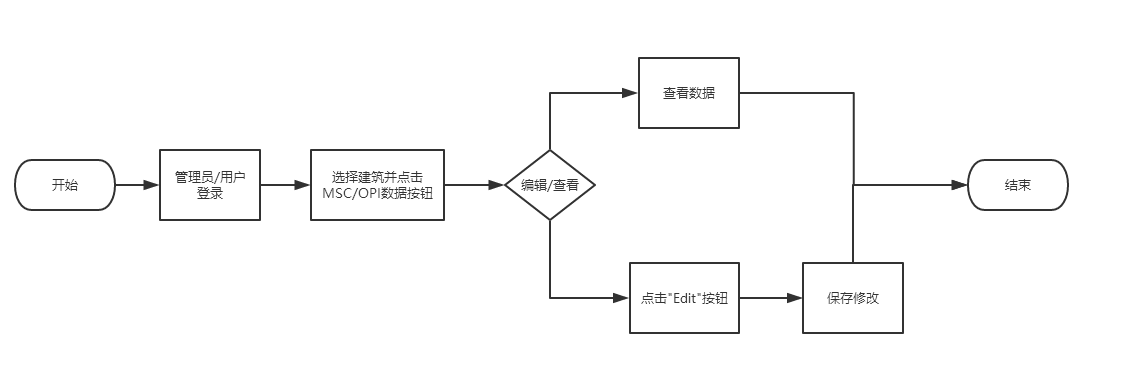 开始
管理员/用户
登录
选择建筑并点击
MSC/OPI数据按钮
编辑/查看
查看数据
点击"Edit"按钮
保存修改
结束